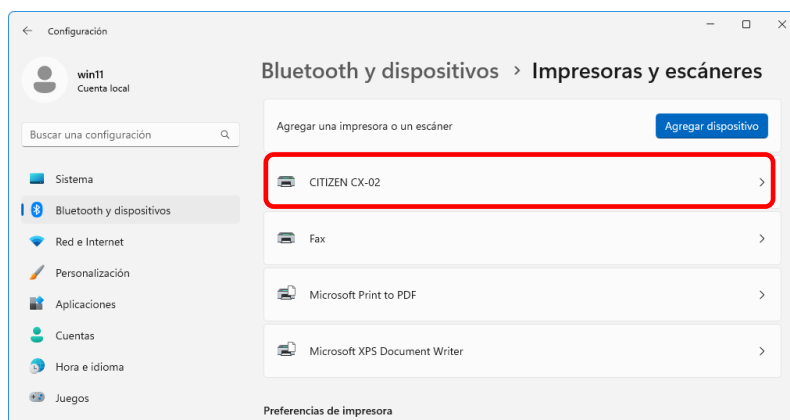 Configuración
win11
Cuenta local
Buscar una configuración
Sistema
Bluetooth y dispositivos
Red e Internet
Personalización
Aplicaciones
Cuentas
Hora e idioma
Juegos
Bluetooth y dispositivos > Impresoras y escáneres
Agregar una impresora o un escáner
Agregar dispositivo
CITIZEN CX-02
Fax
Microsoft Print to PDF
Microsoft XPS Document Writer
Preferencias de impresora